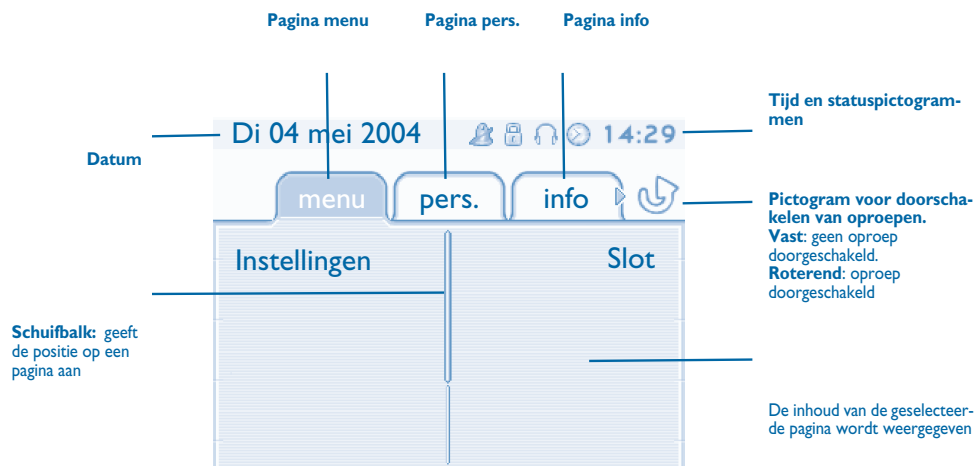 Pagina menu
Pagina pers.
Pagina info
Tijd en statuspictogram-
men
Di 04 mei 2004
14:29
Datum
menu
pers.
info
Pictogram voor doorscha-
kelen van oproepen.
Vast: geen oproep
doorgeschakeld.
Roterend: oproep
doorgeschakeld
Instellingen
Slot
Schuifbalk: geeft
de positie op een
pagina aan
De inhoud van de geselecteer-
de pagina wordt weergegeven